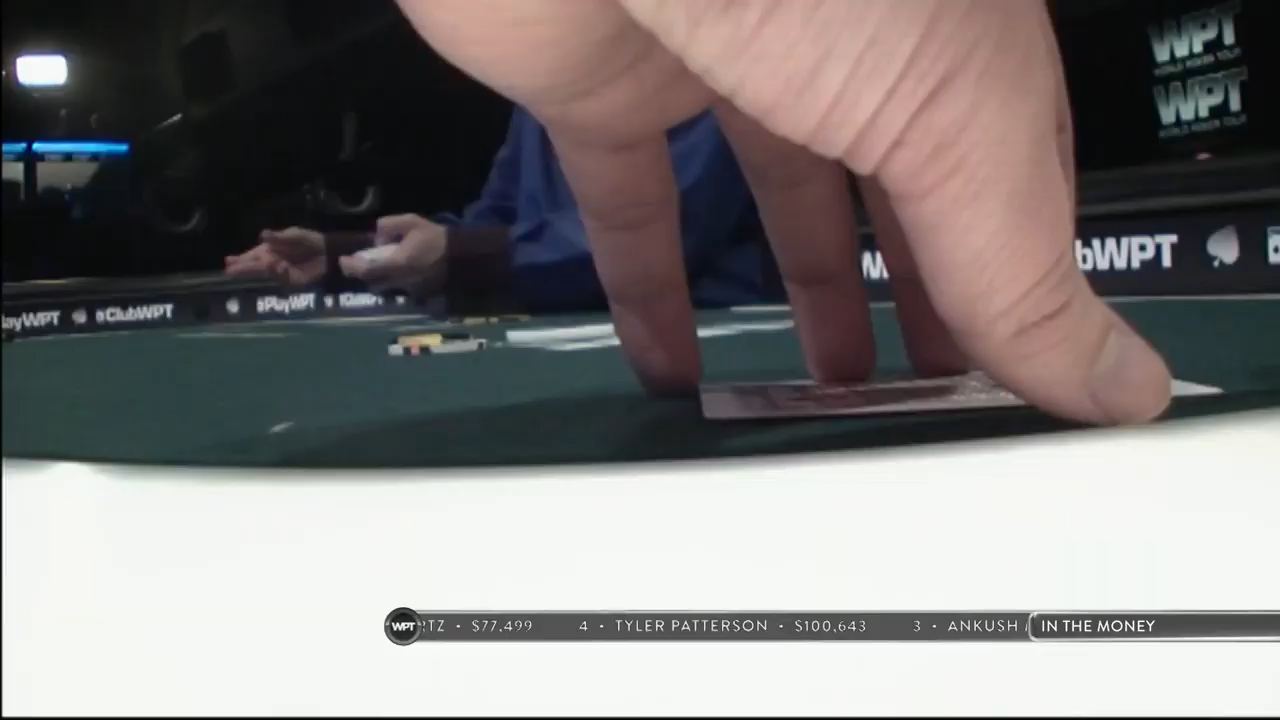 WPT
WORLD POKER TOUR
WPT
WORLD POKER TOUR
layWPT ClubWPT PlayWPT bWPT
WPT TZ • $77,499 4 • TYLER PATTERSON • $100,643 3 • ANKUSH IN THE MONEY